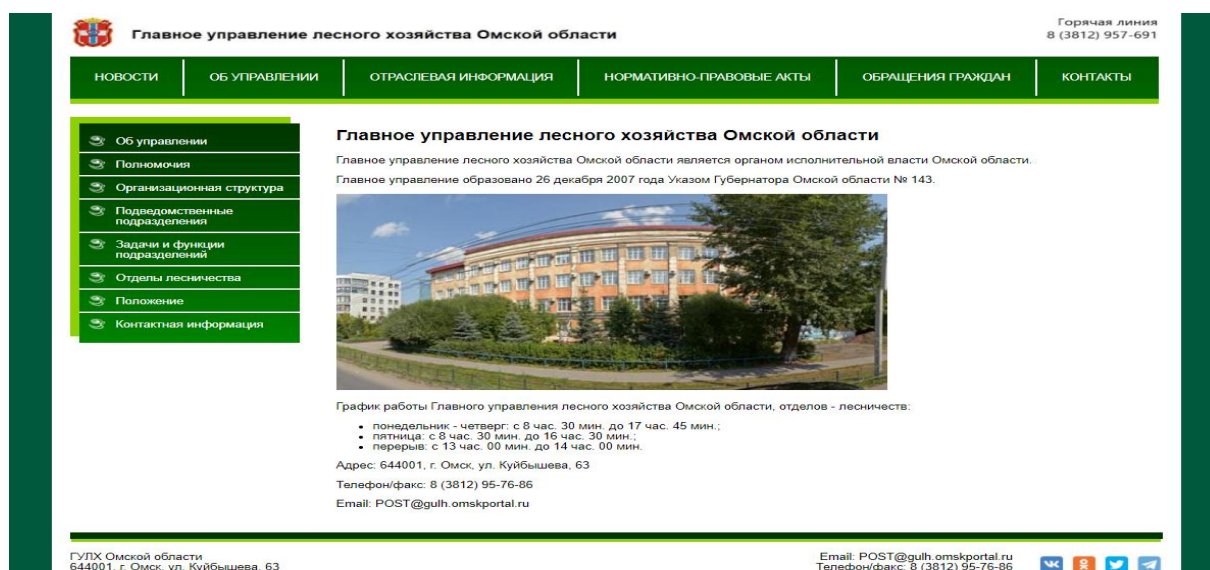 Главное управление лесного хозяйства Омской области
Горячая линия
8 (3812) 957-691
НОВОСТИ
ОБ УПРАВЛЕНИИ
ОТРАСЛЕВАЯ ИНФОРМАЦИЯ
НОРМАТИВНО-ПРАВОВЫЕ АКТЫ
ОБРАЩЕНИЯ ГРАЖДАН
КОНТАКТЫ
Об управлении
Полномочия
Организационная структура
Подведомственные
подразделения
Задачи и функции
подразделений
Отделы лесничества
Положение
Контактная информация
Главное управление лесного хозяйства Омской области
Главное управление лесного хозяйства Омской области является органом исполнительной власти Омской области.
Главное управление образовано 26 декабря 2007 года Указом Губернатора Омской области № 143.
График работы Главного управления лесного хозяйства Омской области, отделов - лесничеств:
понедельник - четверг: с 8 час. 30 мин. до 17 час. 45 мин.;
пятница: с 8 час. 30 мин. до 16 час. 30 мин.;
перерыв: с 13 час. 00 мин. до 14 час. 00 мин.
Адрес: 644001, г. Омск, ул. Куйбышева, 63
Телефон/факс: 8 (3812) 95-76-86
Email: POST@gulh.omskportal.ru
ГУЛХ Омской области
644001, г. Омск, ул. Куйбышева, 63
Email: POST@gulh.omskportal.ru
Телефон/факс: 8 (3812) 95-76-86